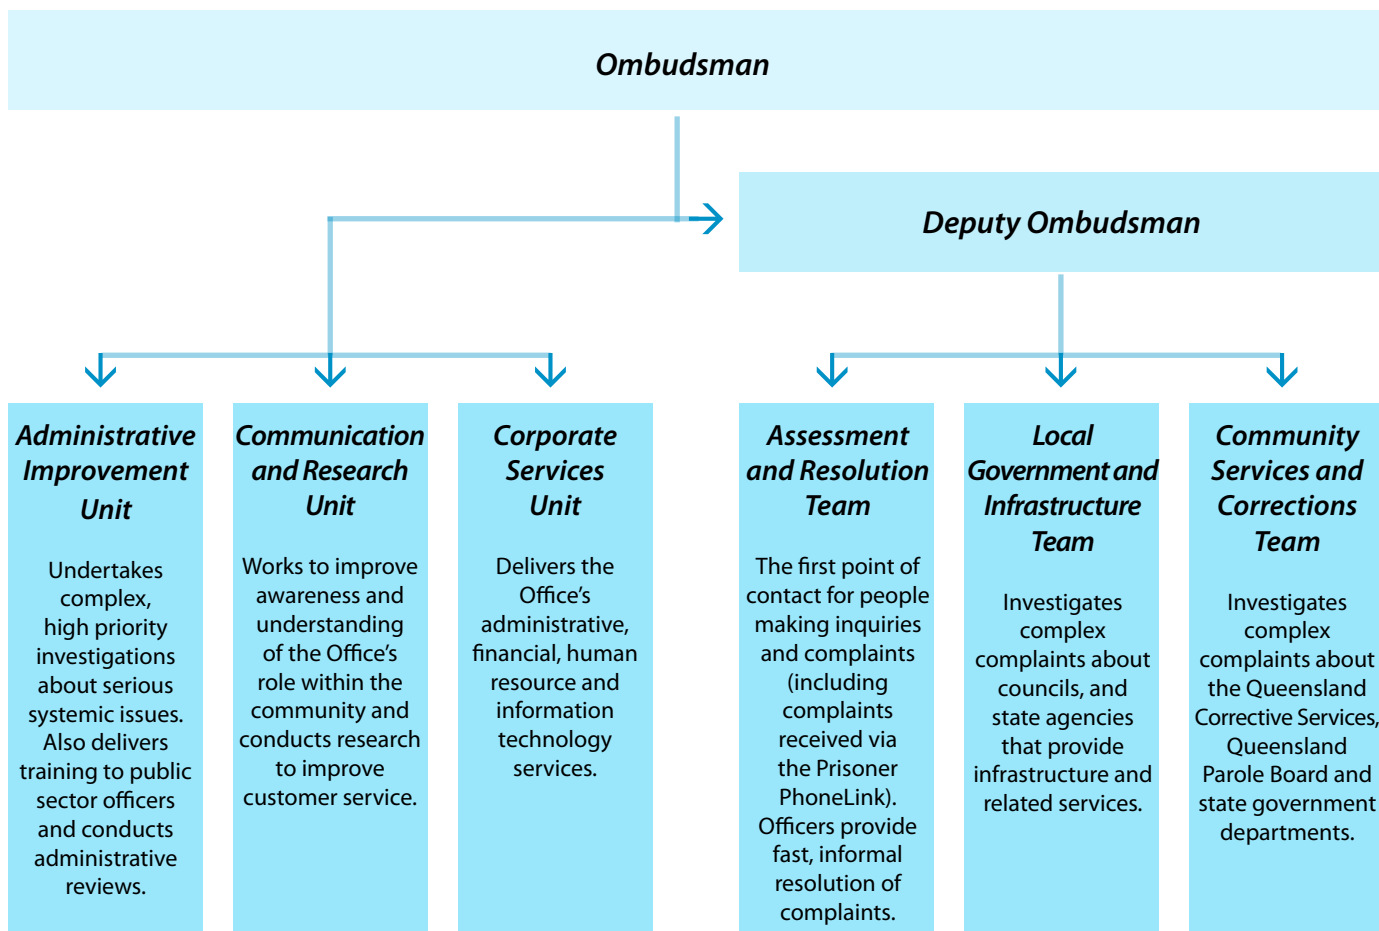 Ombudsman
Deputy Ombudsman
Administrative
Improvement
Unit
Undertakes
complex,
high priority
investigations
about serious
systemic issues.
Also delivers
training to public
sector officers
and conducts
administrative
reviews.
Communication
and Research
Unit
Works to improve
awareness and
understanding
of the Office’s
role within the
community and
conducts research
to improve
customer service.
Corporate
Services
Unit
Delivers the
Office’s
administrative,
financial, human
resource and
information
technology
services.
Assessment
and Resolution
Team
The first point of
contact for people
making inquiries
and complaints
(including
complaints
received via
the Prisoner
PhoneLink).
Officers provide
fast, informal
resolution of
complaints.
Local
Government and
Infrastructure
Team
Investigates
complex
complaints about
councils, and
state agencies
that provide
infrastructure and
related services.
Community
Services and
Corrections
Team
Investigates
complex
complaints about
the Queensland
Corrective Services,
Queensland
Parole Board and
state government
departments.